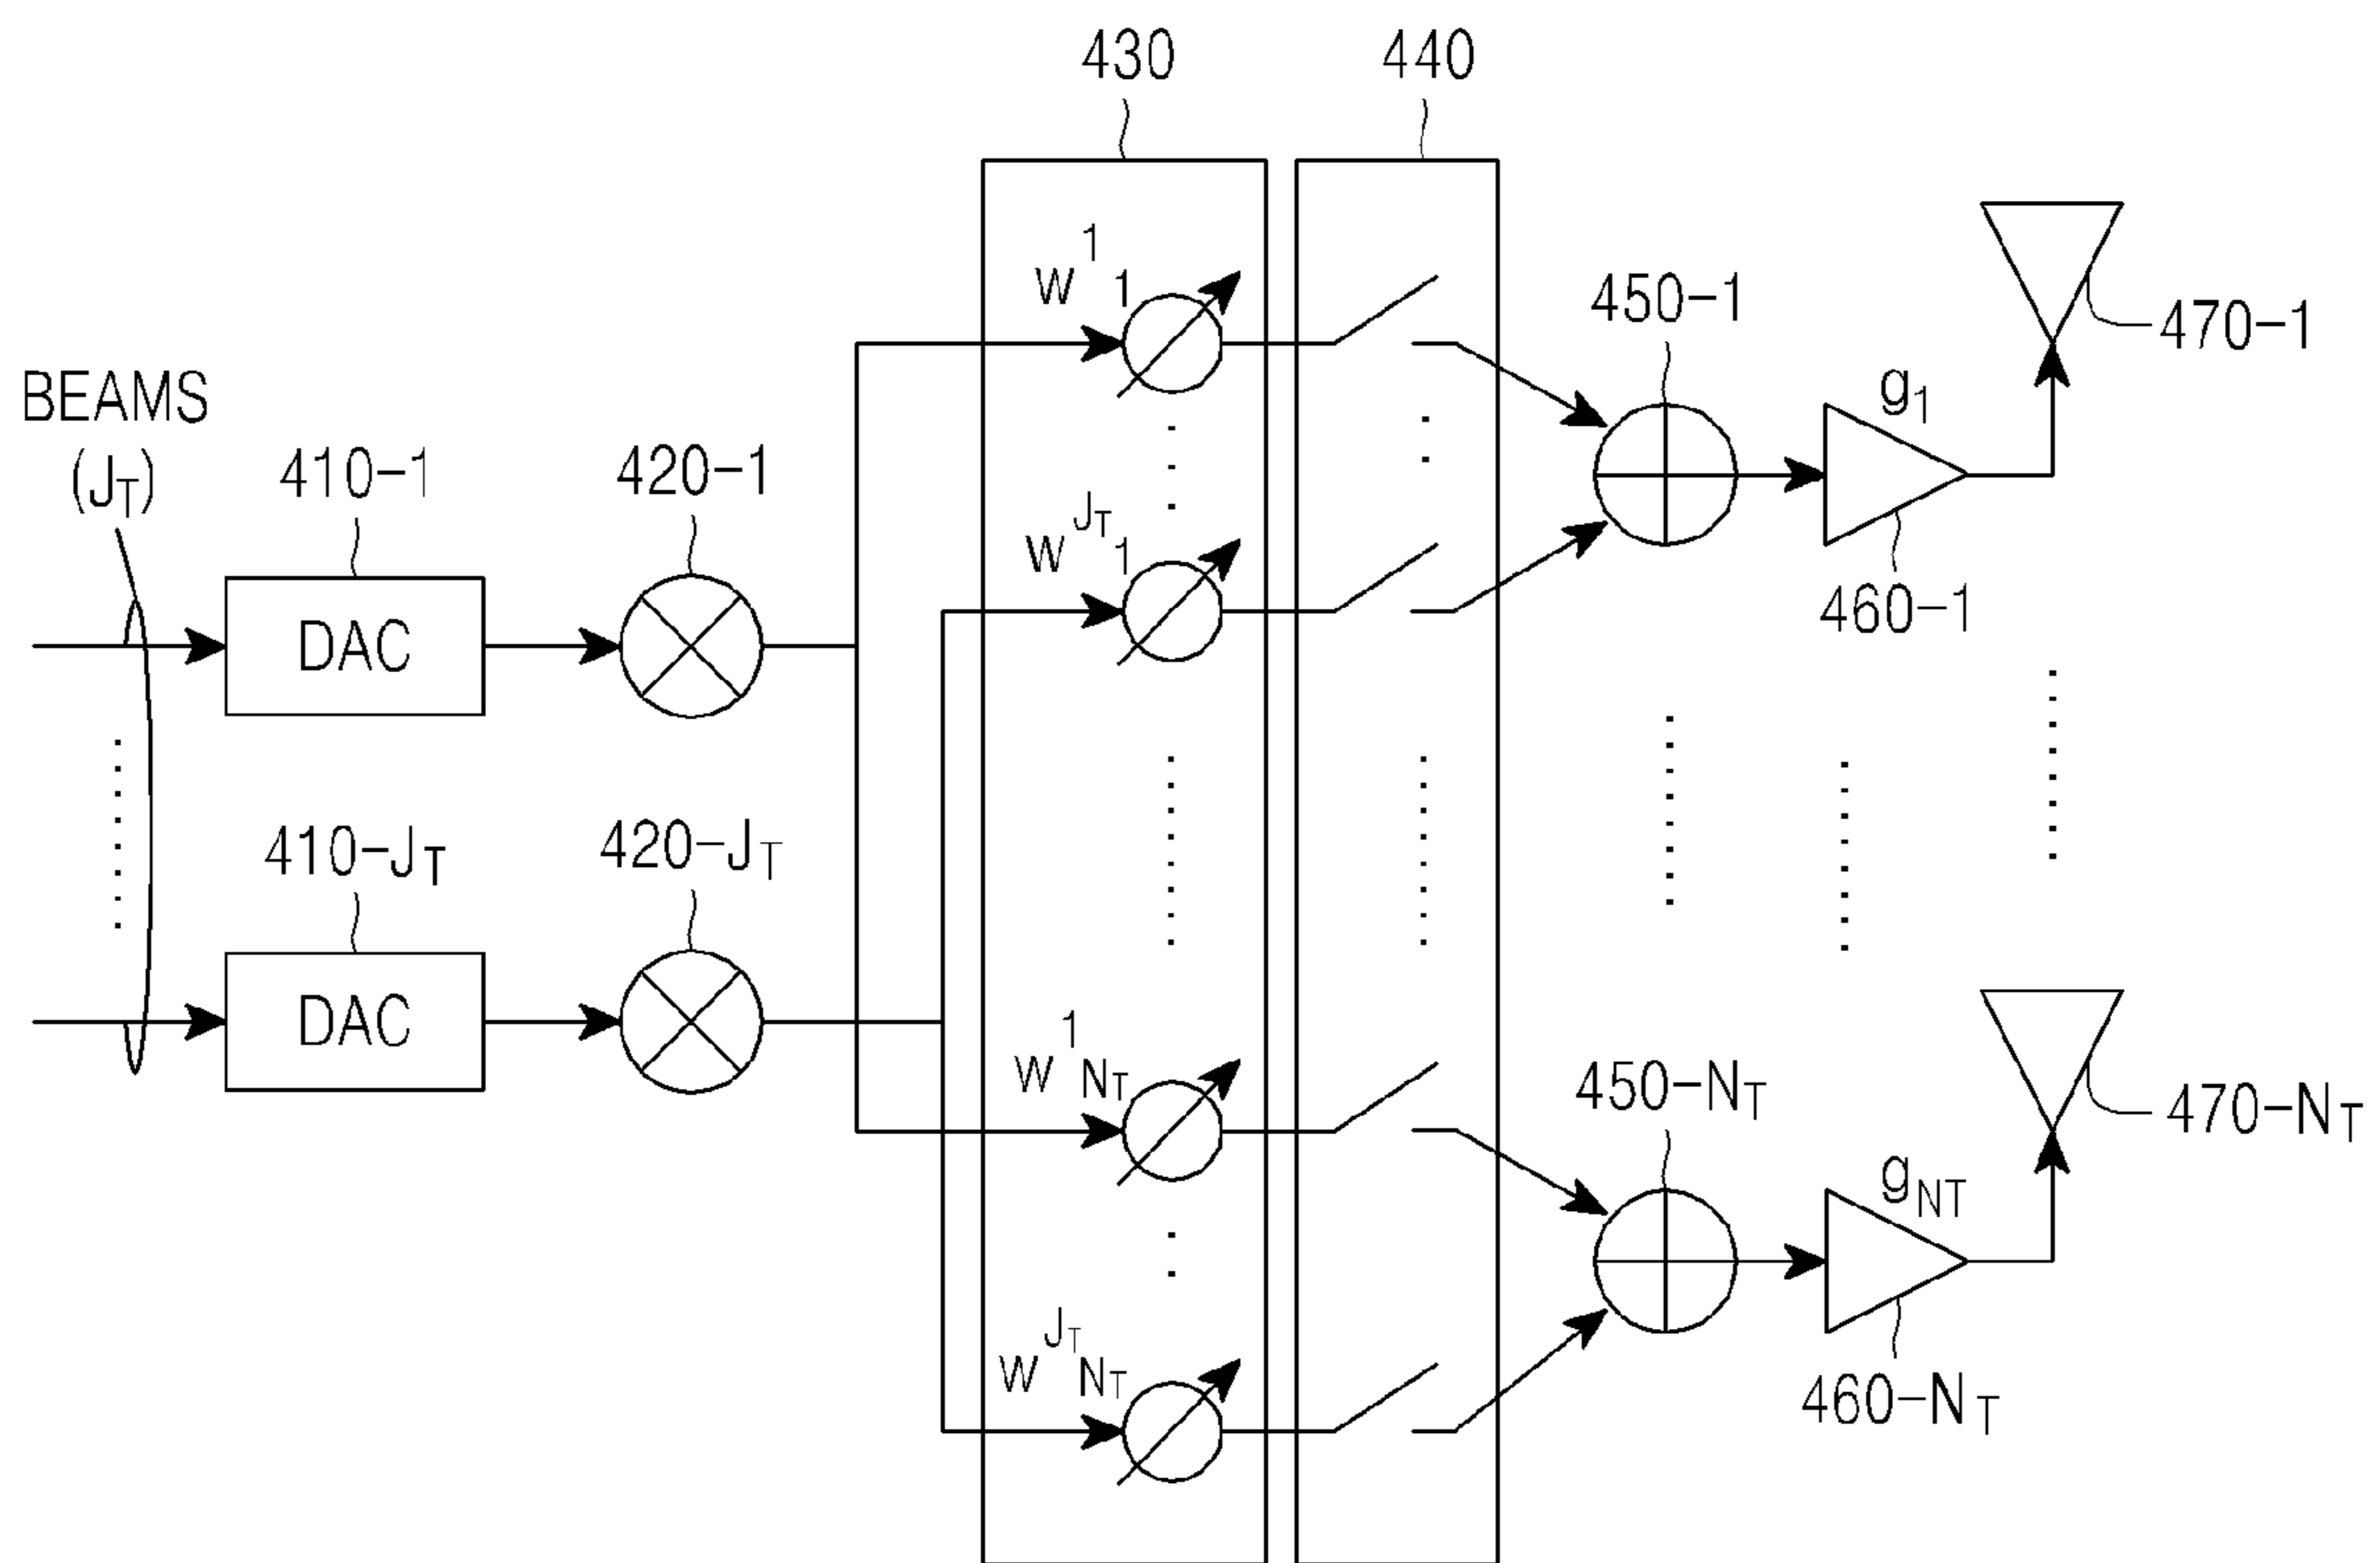 430
440
w^1_1
450-1
470-1
BEAMS
(J_T)
g_1
410-1
420-1
w^{J_T}_1
DAC
460-1
410-J_T
420-J_T
DAC
w^1_{N_T}
450-N_T
470-N_T
g_{NT}
w^{J_T}_{N_T}
460-N_T